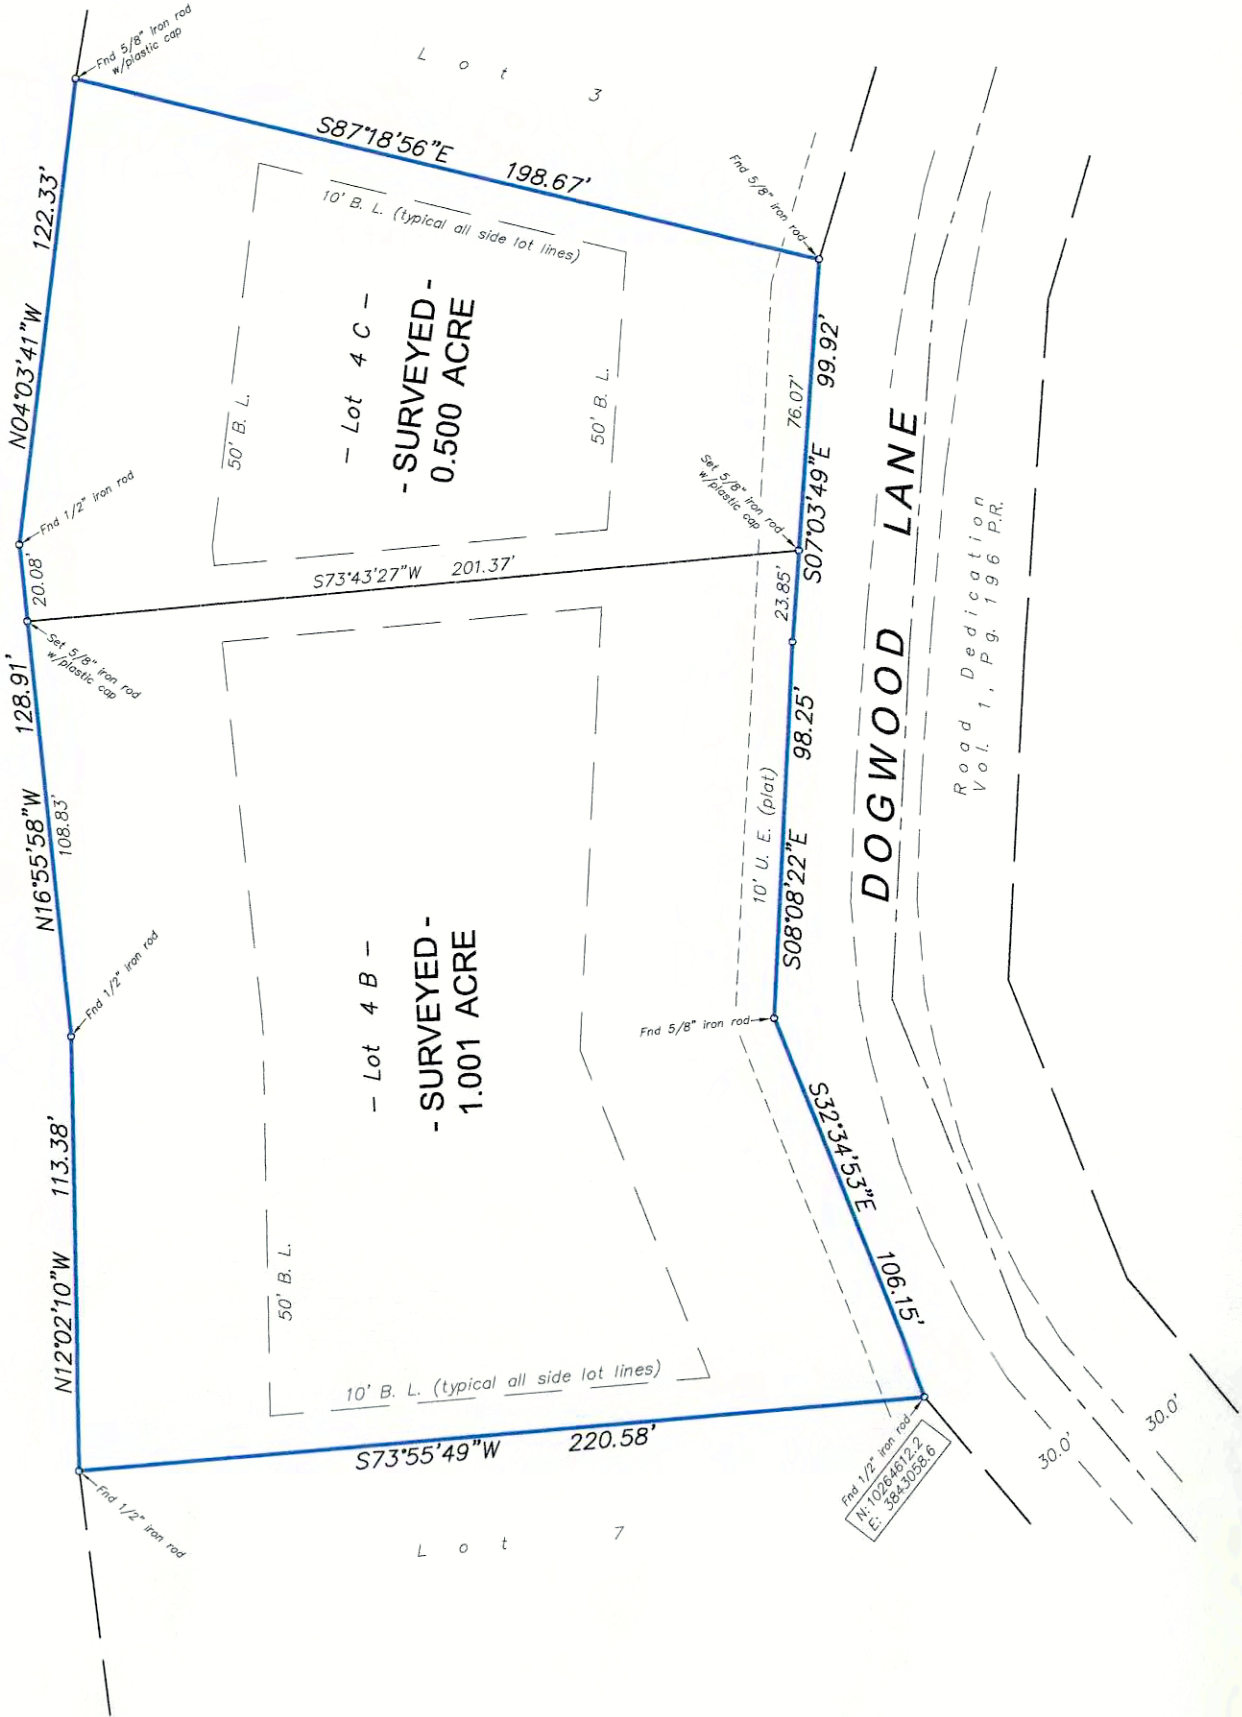 Fnd 5/8" iron rod
w/plastic cap
Lot 3
S87°18'56"E 198.67'
10' B. L. (typical all side lot lines)
Fnd 5/8" iron rod
122.33'
N04°03'41"W
50' B. L.
- Lot 4 C -
- SURVEYED -
0.500 ACRE
50' B. L.
99.92'
76.07'
S07°03'49"E
Set 5/8" iron rod
w/plastic cap
Fnd 1/2" iron rod
20.08'
S73°43'27"W 201.37'
23.85'
Set 5/8" iron rod
w/plastic cap
128.91'
N16°55'58"W
108.83'
98.25'
S08°08'22"E
10' U. E. (plat)
DOGWOOD LANE
Road Dedication
Vol. 1, Pg. 196 P.R.
- Lot 4 B -
- SURVEYED -
1.001 ACRE
Fnd 1/2" iron rod
Fnd 5/8" iron rod
113.38'
N12°02'10"W
S32°34'53"E 106.15'
50' B. L.
10' B. L. (typical all side lot lines)
S73°55'49"W 220.58'
Fnd 1/2" iron rod
Fnd 1/2" iron rod
N: 10264612.2
E: 3843058.6
30.0'
30.0'
Lot 7